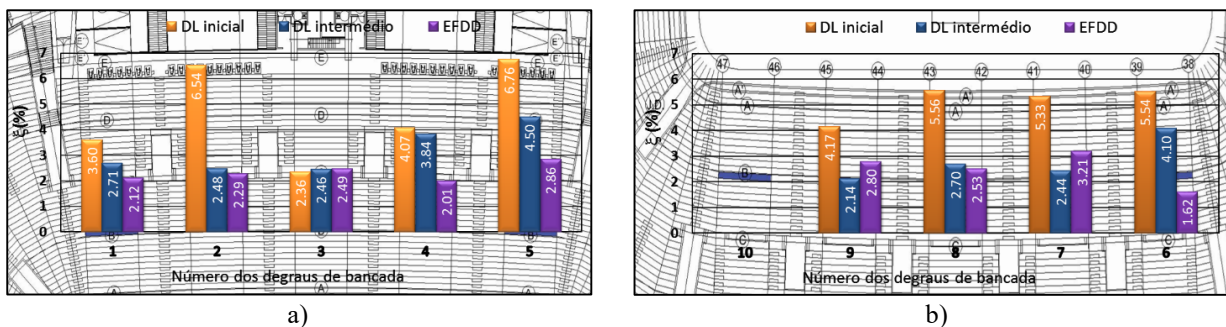 DL inicial DL intermédio EFDD
7
6
5
4
3
2
1
0
ξ (%)
3.60 2.71 2.12
6.54 2.48 2.29
2.36 2.46 2.49
4.07 3.84 2.01
6.76 4.50 2.86
1 2 3 4 5
Número dos degraus de bancada
E E E E
D D
B B
A A
a)
DL inicial DL intermédio EFDD
47 46 45 44 43 42 41 40 39 38
7
6
5
4
3
2
1
0
ξ (%)
A' A' A'
A A A
B
C C C
4.17 2.14 2.80
5.56 2.70 2.53
5.33 2.44 3.21
5.54 4.10 1.62
10 9 8 7 6
Número dos degraus de bancada
b)